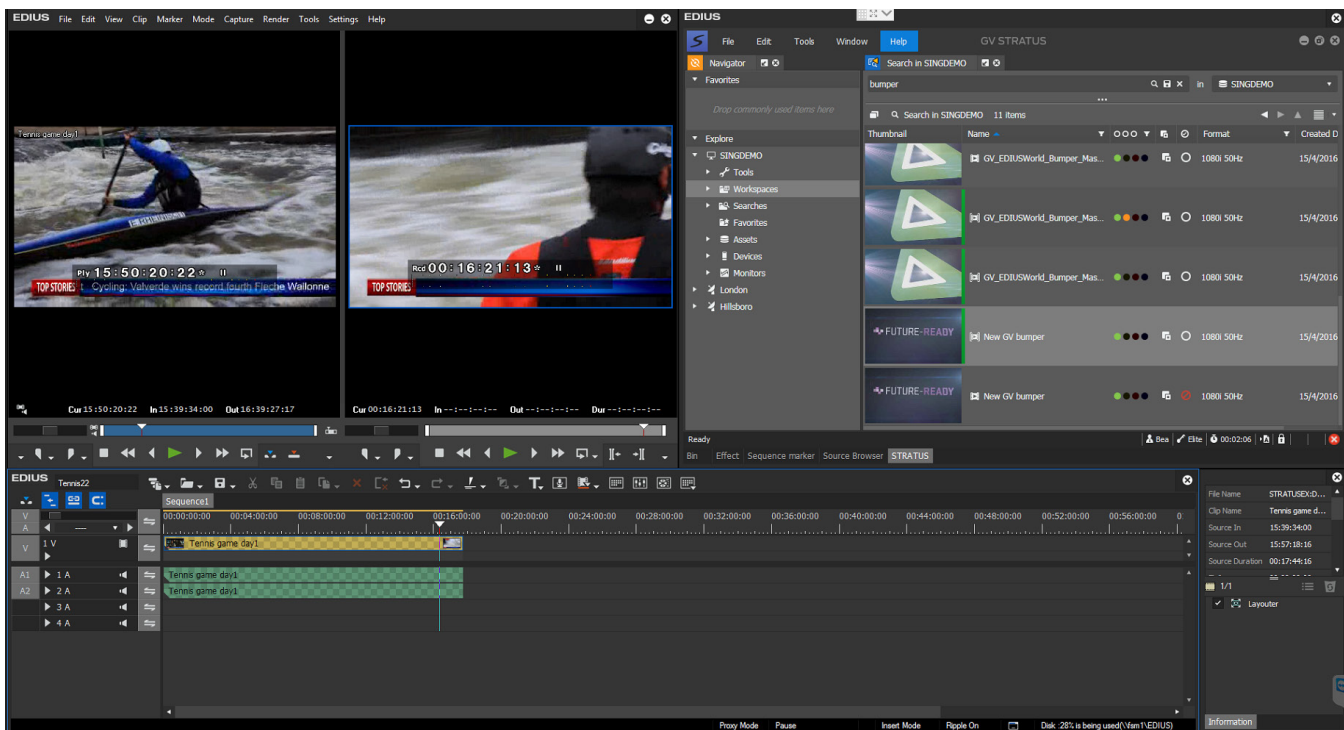 EDIUS File Edit View Clip Marker Mode Capture Render Tools Settings Help
Tennis game day1
Ply 15:50:20:22
TOP STORIES
Cycling: Valverde wins record fourth Fleche Wallonne
Rcd 00:16:21:13
TOP STORIES
Cur 15:50:20:22 In 15:39:34:00 Out 16:39:27:17
Cur 00:16:21:13 In --:--:--:-- Out --:--:--:-- Dur --:--:--:--
EDIUS
File Edit Tools Window Help GV STRATUS
Navigator
Favorites
Drop commonly used items here
Explore
SINGDEMO
Tools
Workspaces
Searches
Favorites
Assets
Devices
Monitors
London
Hillsboro
Search in SINGDEMO
bumper in SINGDEMO
Search in SINGDEMO 11 items
Thumbnail Name Format Created D
GV_EDIUSWorld_Bumper_Mas... 1080i 50Hz 15/4/2016
GV_EDIUSWorld_Bumper_Mas... 1080i 50Hz 15/4/2016
GV_EDIUSWorld_Bumper_Mas... 1080i 50Hz 15/4/2016
FUTURE-READY New GV bumper 1080i 50Hz 15/4/2016
FUTURE-READY New GV bumper 1080i 50Hz 15/4/2016
Ready Bea Elite 00:02:06
Bin Effect Sequence marker Source Browser STRATUS
EDIUS Tennis22
Sequence1
V
A
00:00:00:00 00:04:00:00 00:08:00:00 00:12:00:00 00:16:00:00 00:20:00:00 00:24:00:00 00:28:00:00 00:32:00:00 00:36:00:00 00:40:00:00 00:44:00:00 00:48:00:00 00:52:00:00 00:56:00:00
V 1 V Tennis game day1
A1 1 A Tennis game day1
A2 2 A Tennis game day1
3 A
4 A
Proxy Mode Pause Insert Mode Ripple On Disk :28% is being used(\\fsm1\EDIUS)
File Name STRATUSEX:D...
Clip Name Tennis game d...
Source In 15:39:34:00
Source Out 15:57:18:16
Source Duration 00:17:44:16
1/1
Layouter
Information